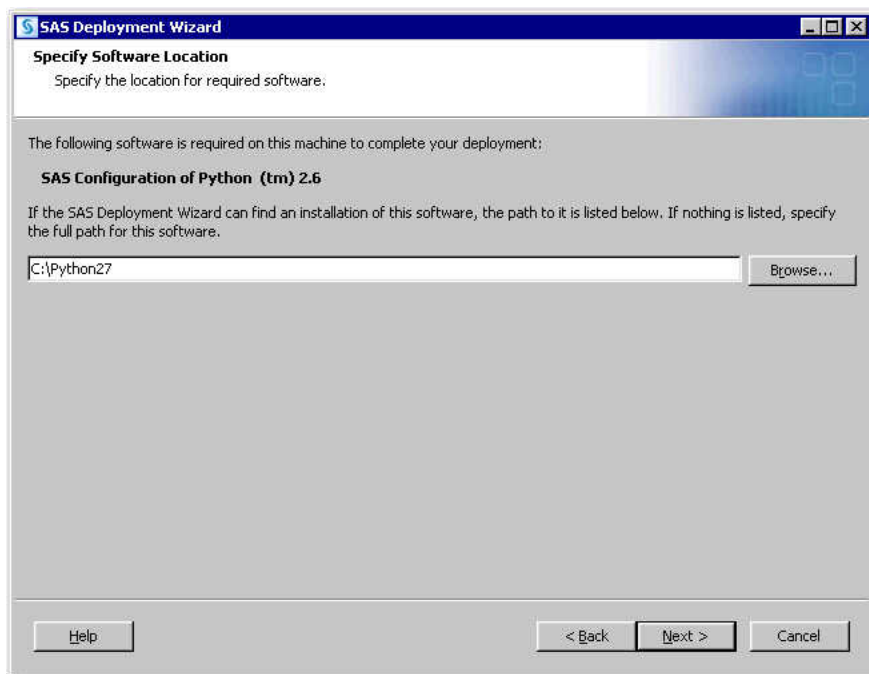 SAS Deployment Wizard
Specify Software Location
Specify the location for required software.
The following software is required on this machine to complete your deployment:
SAS Configuration of Python (tm) 2.6
If the SAS Deployment Wizard can find an installation of this software, the path to it is listed below. If nothing is listed, specify
the full path for this software.
C:\Python27
Browse...
Help
< Back
Next >
Cancel